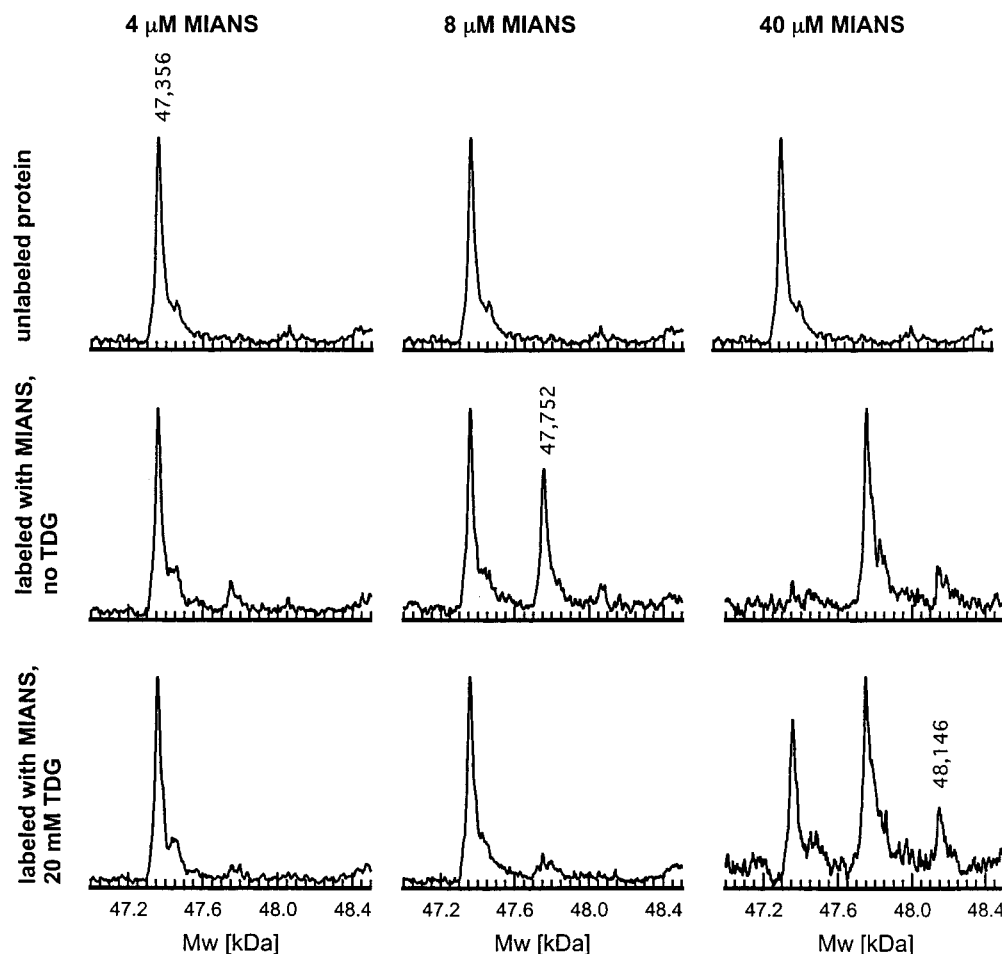 4 μM MIANS
8 μM MIANS
40 μM MIANS
unlabeled protein
47,356
labeled with MIANS,
no TDG
47,752
labeled with MIANS,
20 mM TDG
48,146
47.2 47.6 48.0 48.4
47.2 47.6 48.0 48.4
47.2 47.6 48.0 48.4
Mw [kDa]
Mw [kDa]
Mw [kDa]